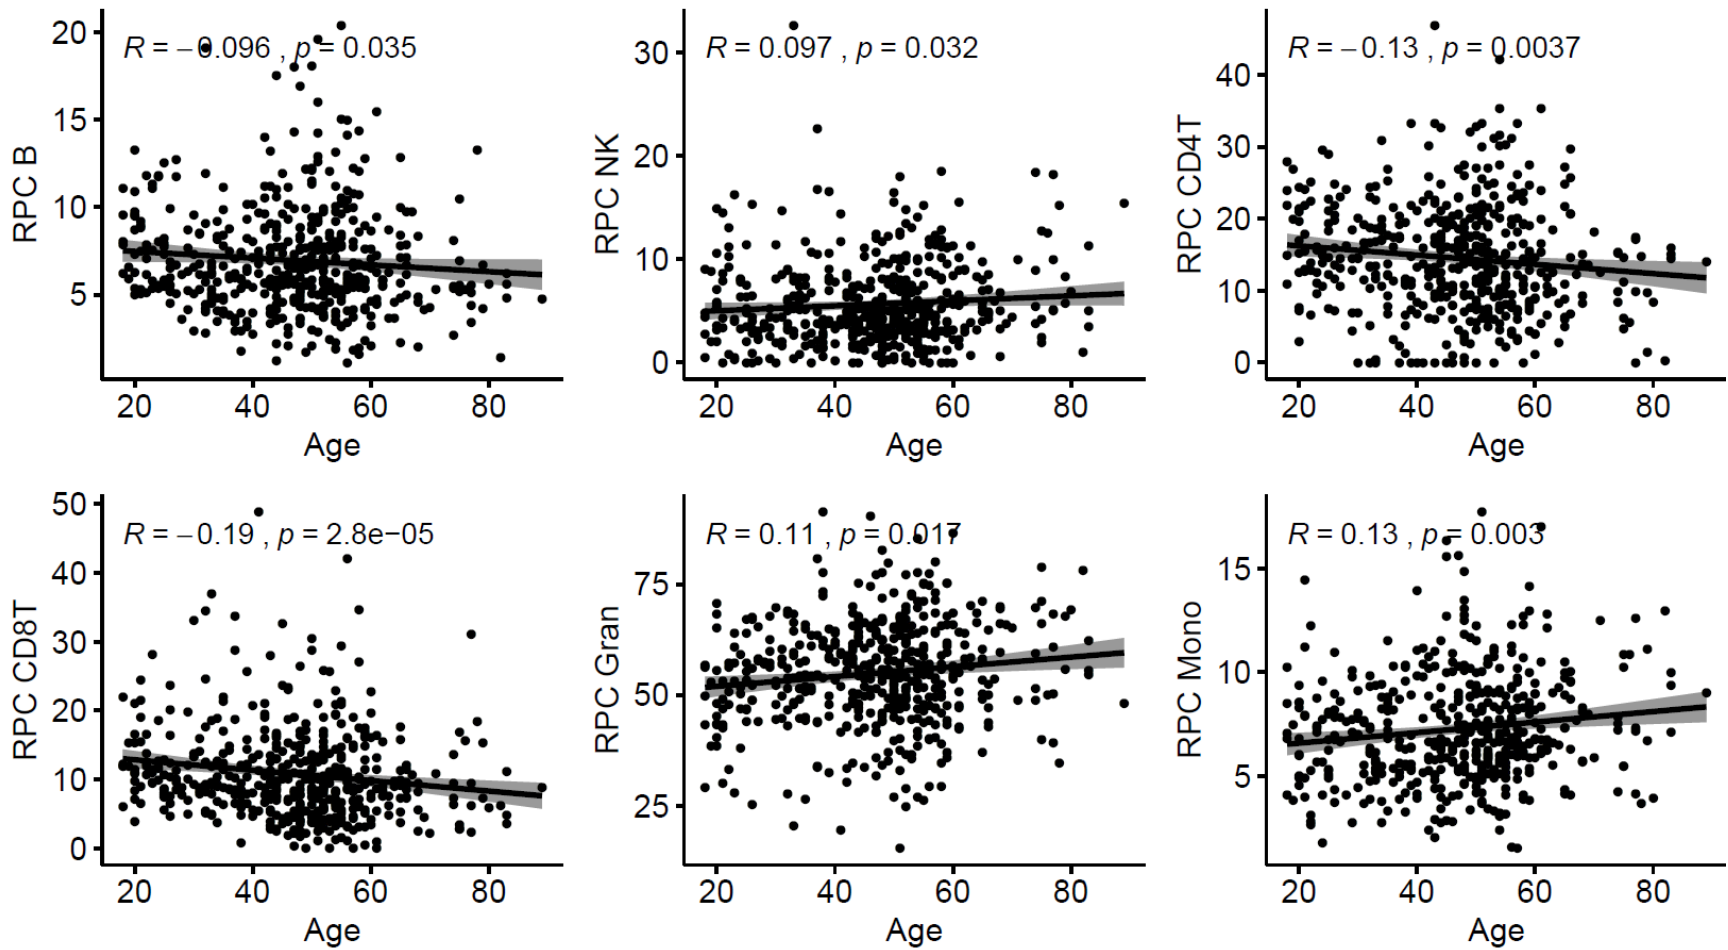 R = −0.096 , p = 0.035
20
15
10
5
RPC B
20 40 60 80
Age
R = 0.097 , p = 0.032
30
20
10
0
RPC NK
20 40 60 80
Age
R = −0.13 , p = 0.0037
40
30
20
10
0
RPC CD4T
20 40 60 80
Age
R = −0.19 , p = 2.8e−05
50
40
30
20
10
0
RPC CD8T
20 40 60 80
Age
R = 0.11 , p = 0.017
75
50
25
RPC Gran
20 40 60 80
Age
R = 0.13 , p = 0.003
15
10
5
RPC Mono
20 40 60 80
Age